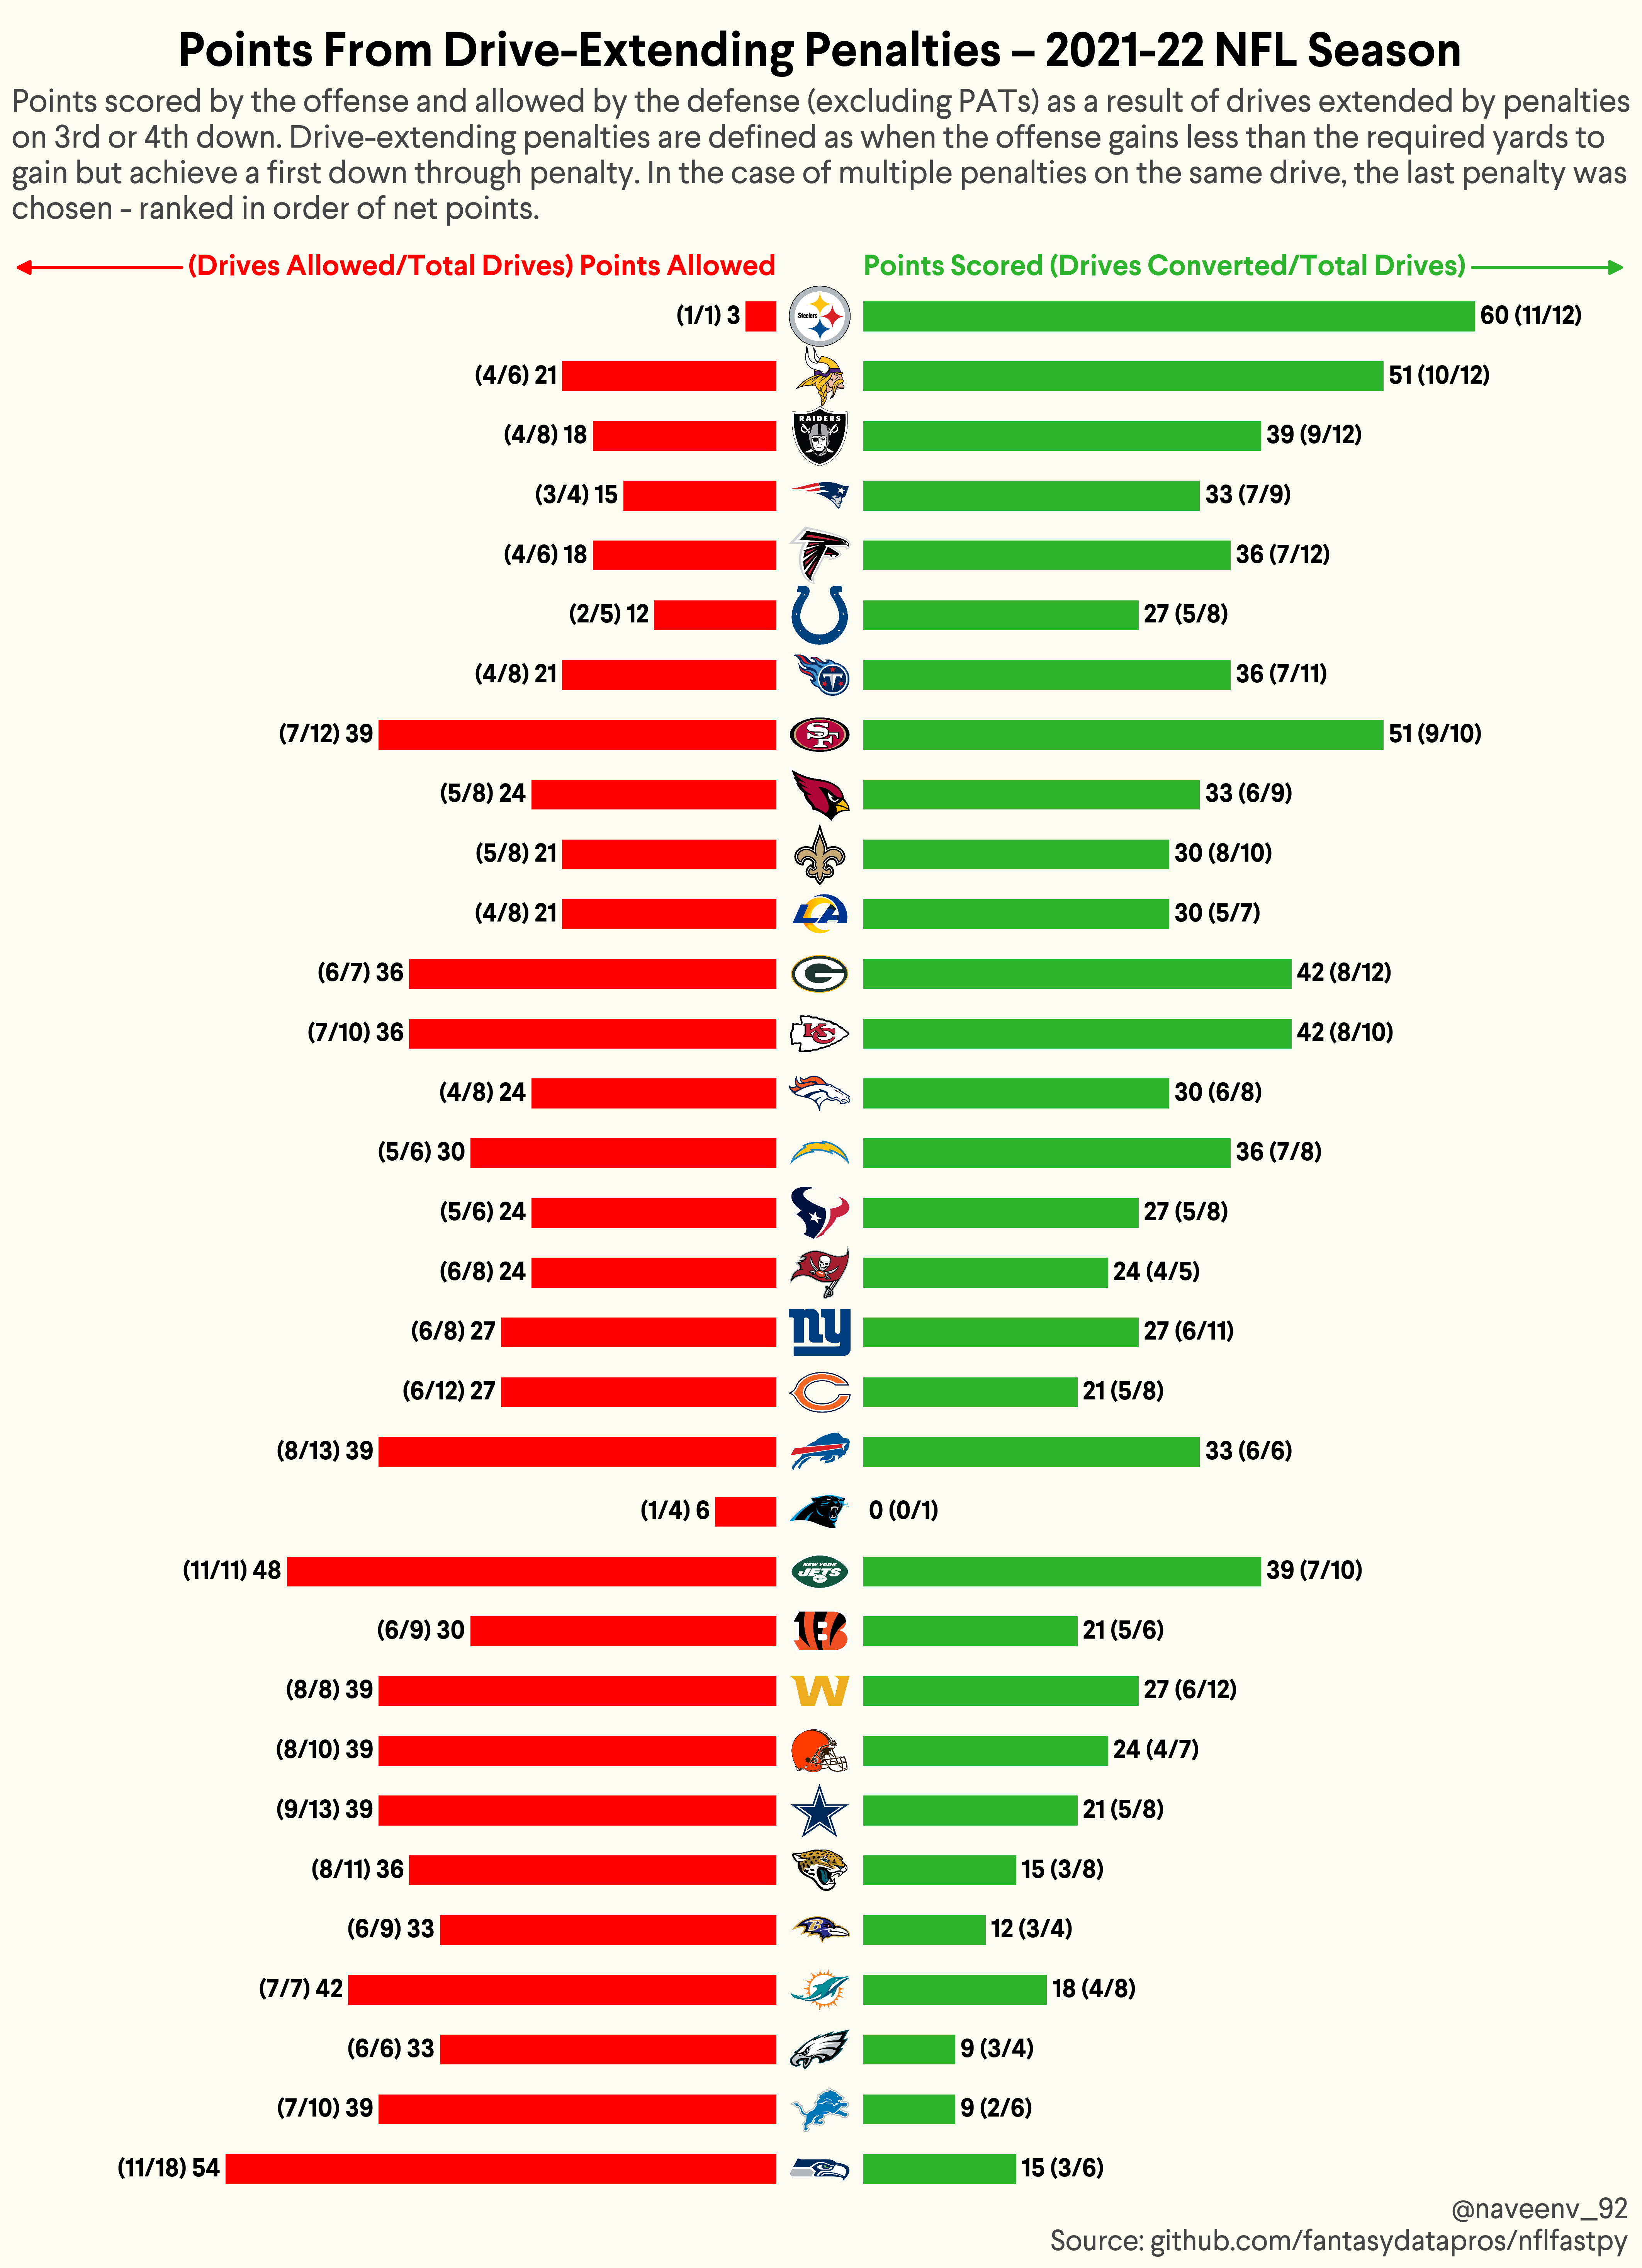 Points From Drive-Extending Penalties – 2021-22 NFL Season
Points scored by the offense and allowed by the defense (excluding PATs) as a result of drives extended by penalties
on 3rd or 4th down. Drive-extending penalties are defined as when the offense gains less than the required yards to
gain but achieve a first down through penalty. In the case of multiple penalties on the same drive, the last penalty was
chosen - ranked in order of net points.
(Drives Allowed/Total Drives) Points Allowed Points Scored (Drives Converted/Total Drives)
(1/1) 3 Steelers 60 (11/12)
(4/6) 21 51 (10/12)
(4/8) 18 RAIDERS 39 (9/12)
(3/4) 15 33 (7/9)
(4/6) 18 36 (7/12)
(2/5) 12 27 (5/8)
(4/8) 21 T 36 (7/11)
(7/12) 39 SF 51 (9/10)
(5/8) 24 33 (6/9)
(5/8) 21 30 (8/10)
(4/8) 21 LA 30 (5/7)
(6/7) 36 G 42 (8/12)
(7/10) 36 KC 42 (8/10)
(4/8) 24 30 (6/8)
(5/6) 30 36 (7/8)
(5/6) 24 27 (5/8)
(6/8) 24 24 (4/5)
(6/8) 27 ny 27 (6/11)
(6/12) 27 C 21 (5/8)
(8/13) 39 33 (6/6)
(1/4) 6 0 (0/1)
(11/11) 48 NEW YORK JETS 39 (7/10)
(6/9) 30 B 21 (5/6)
(8/8) 39 W 27 (6/12)
(8/10) 39 24 (4/7)
(9/13) 39 21 (5/8)
(8/11) 36 15 (3/8)
(6/9) 33 B 12 (3/4)
(7/7) 42 18 (4/8)
(6/6) 33 9 (3/4)
(7/10) 39 9 (2/6)
(11/18) 54 15 (3/6)
@naveenv_92
Source: github.com/fantasydatapros/nflfastpy